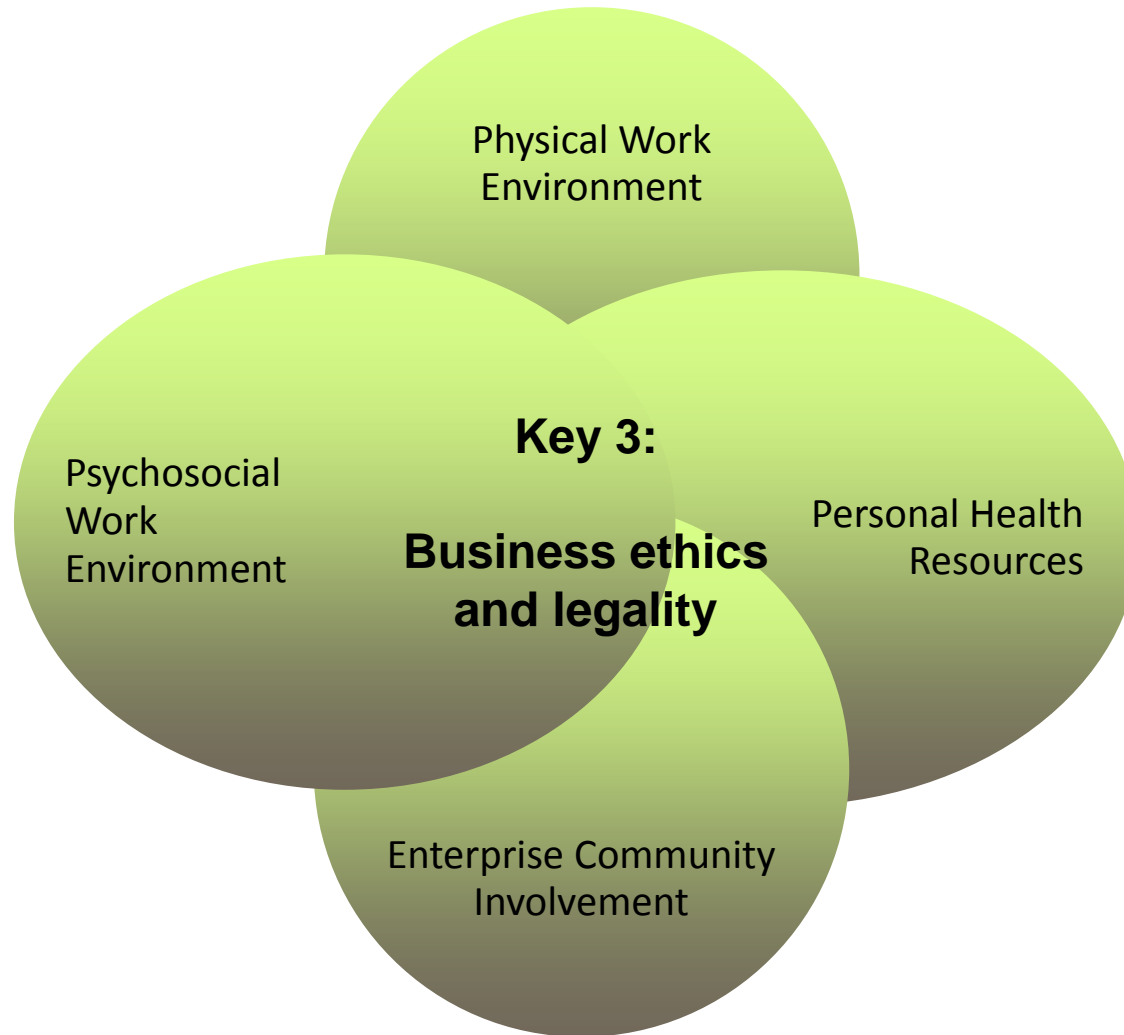 Physical Work
Environment
Key 3:
Psychosocial
Work
Environment
Personal Health
Resources
Business ethics
and legality
Enterprise Community
Involvement